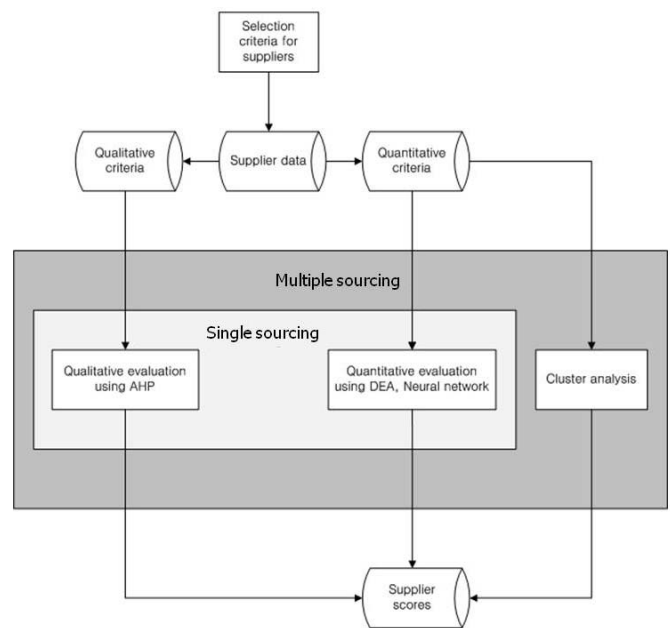 Selection
criteria for
suppliers
Qualitative
criteria
Supplier data
Quantitative
criteria
Multiple sourcing
Single sourcing
Qualitative evaluation
using AHP
Quantitative evaluation
using DEA, Neural network
Cluster analysis
Supplier
scores